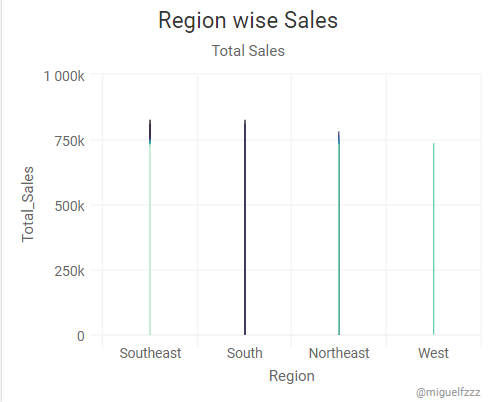 Region wise Sales
Total Sales
1 000k
750k
500k
250k
0
Total_Sales
Southeast South Northeast West
Region
@miguelfzzz